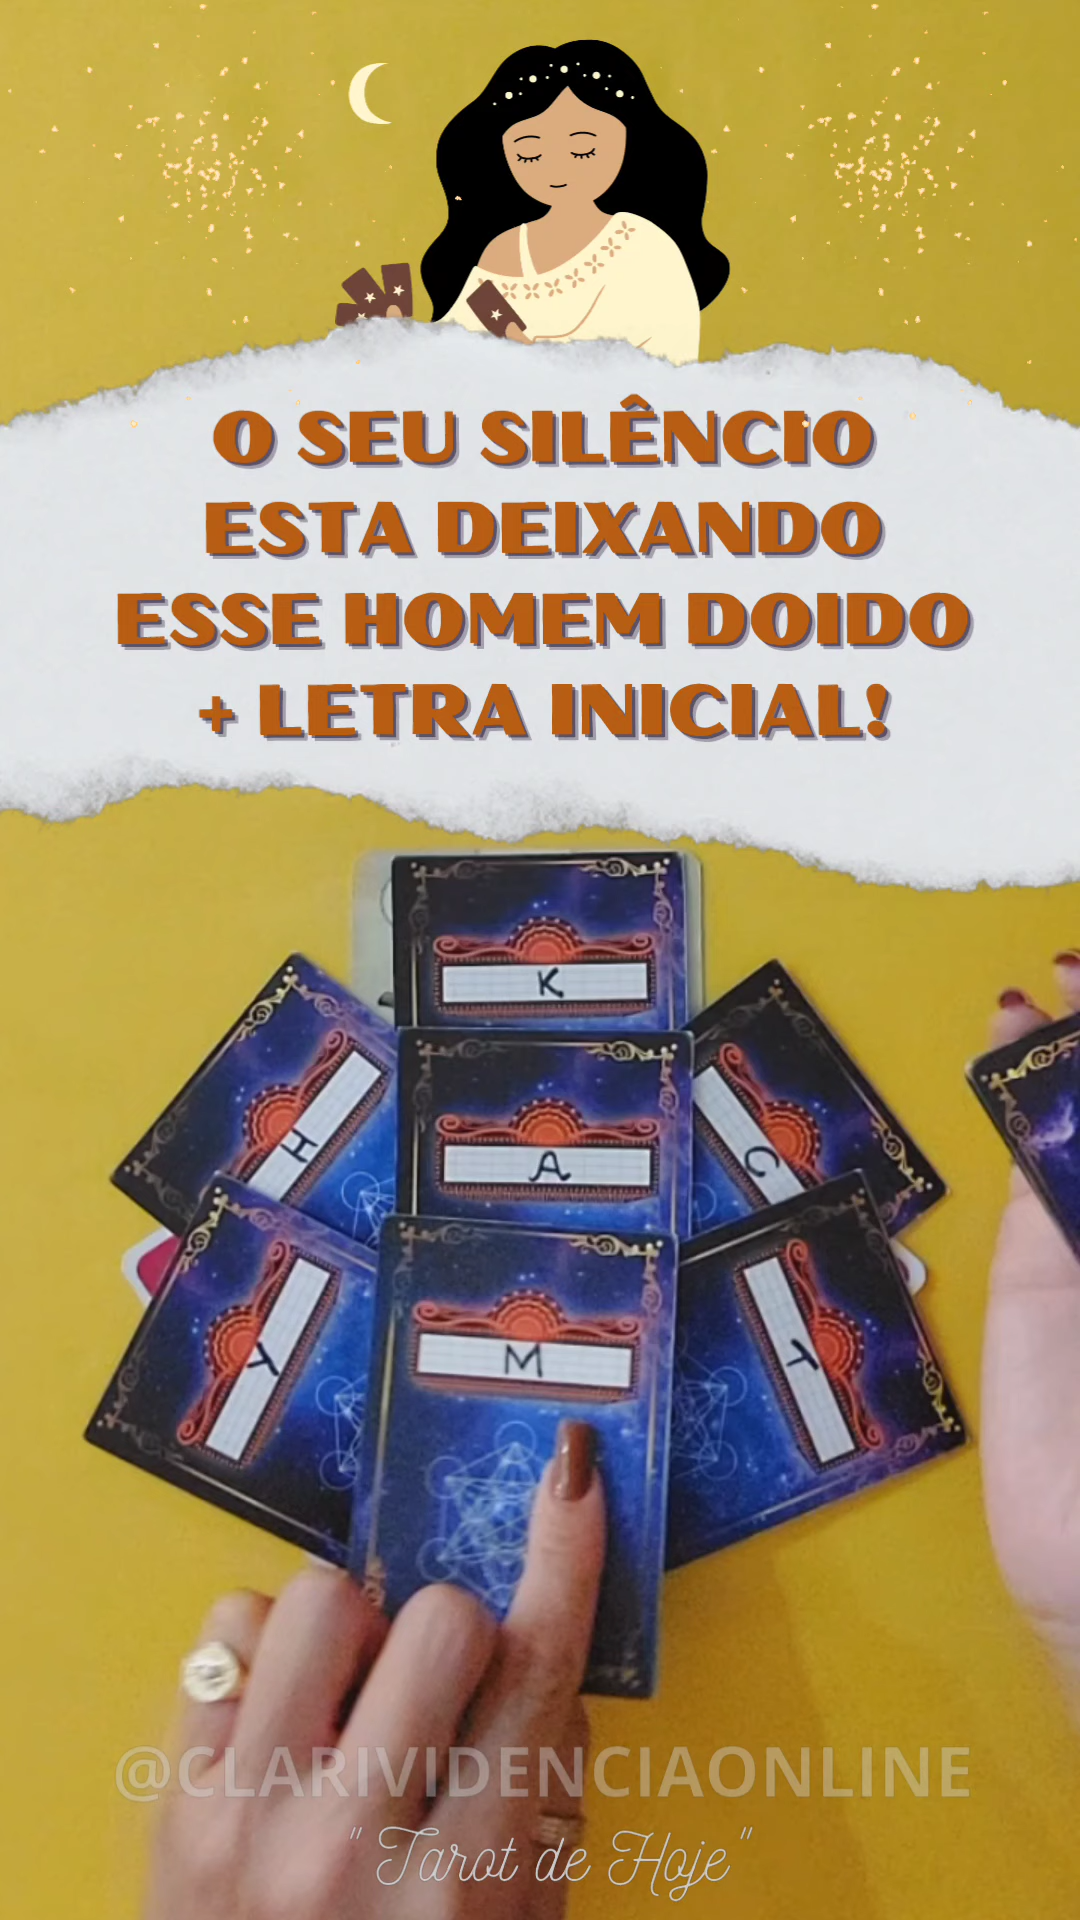 O SEU SILÊNCIO
ESTA DEIXANDO
ESSE HOMEM DOIDO
+ LETRA INICIAL!
K
H
A
C
Y
M
T
@CLARIVIDENCIAONLINE
"Tarot de Hoje"